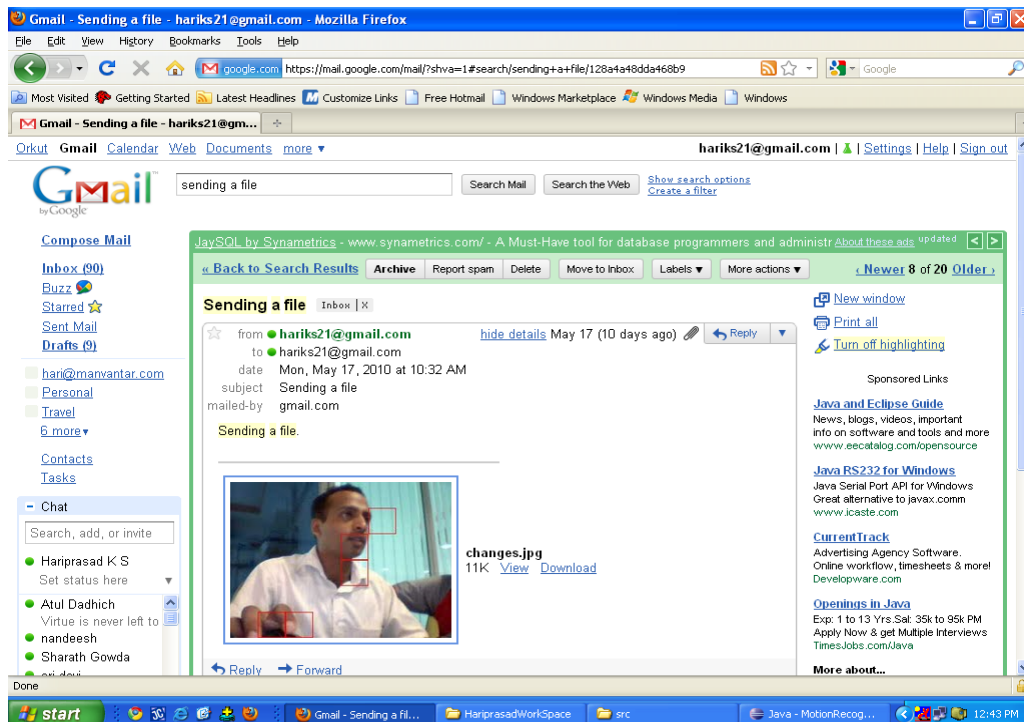 Gmail - Sending a file - hariks21@gmail.com - Mozilla Firefox
File Edit View History Bookmarks Tools Help
google.com https://mail.google.com/mail/?shva=1#search/sending+a+file/128a4a48dda468b9 Google
Most Visited Getting Started Latest Headlines Customize Links Free Hotmail Windows Marketplace Windows Media Windows
Gmail - Sending a file - hariks21@gm...
Orkut Gmail Calendar Web Documents more ▼ hariks21@gmail.com | Settings | Help | Sign out
Gmail
by Google
sending a file Search Mail Search the Web Show search options
Create a filter
Compose Mail
Inbox (90)
Buzz
Starred
Sent Mail
Drafts (9)
hari@manvantar.com
Personal
Travel
6 more▼
Contacts
Tasks
− Chat
Search, add, or invite
Hariprasad K S
Set status here ▼
Atul Dadhich
Virtue is never left to
nandeesh
Sharath Gowda
JaySQL by Synametrics - www.synametrics.com/ - A Must-Have tool for database programmers and administr About these ads updated < >
« Back to Search Results Archive Report spam Delete Move to Inbox Labels ▼ More actions ▼ ‹ Newer 8 of 20 Older ›
Sending a file Inbox | X
from hariks21@gmail.com hide details May 17 (10 days ago) Reply ▼
to hariks21@gmail.com
date Mon, May 17, 2010 at 10:32 AM
subject Sending a file
mailed-by gmail.com
Sending a file.
changes.jpg
11K View Download
Reply Forward
New window
Print all
Turn off highlighting
Sponsored Links
Java and Eclipse Guide
News, blogs, videos, important
info on software and tools and more
www.eecatalog.com/opensource
Java RS232 for Windows
Java Serial Port API for Windows
Great alternative to javax.comm
www.icaste.com
CurrentTrack
Advertising Agency Software.
Online workflow, timesheets & more!
Developware.com
Openings in Java
Exp: 1 to 13 Yrs.Sal: 35k to 95k PM
Apply Now & get Multiple Interviews
TimesJobs.com/Java
More about...
Done
start Gmail - Sending a fil... HariprasadWorkSpace src Java - MotionRecog... 12:43 PM